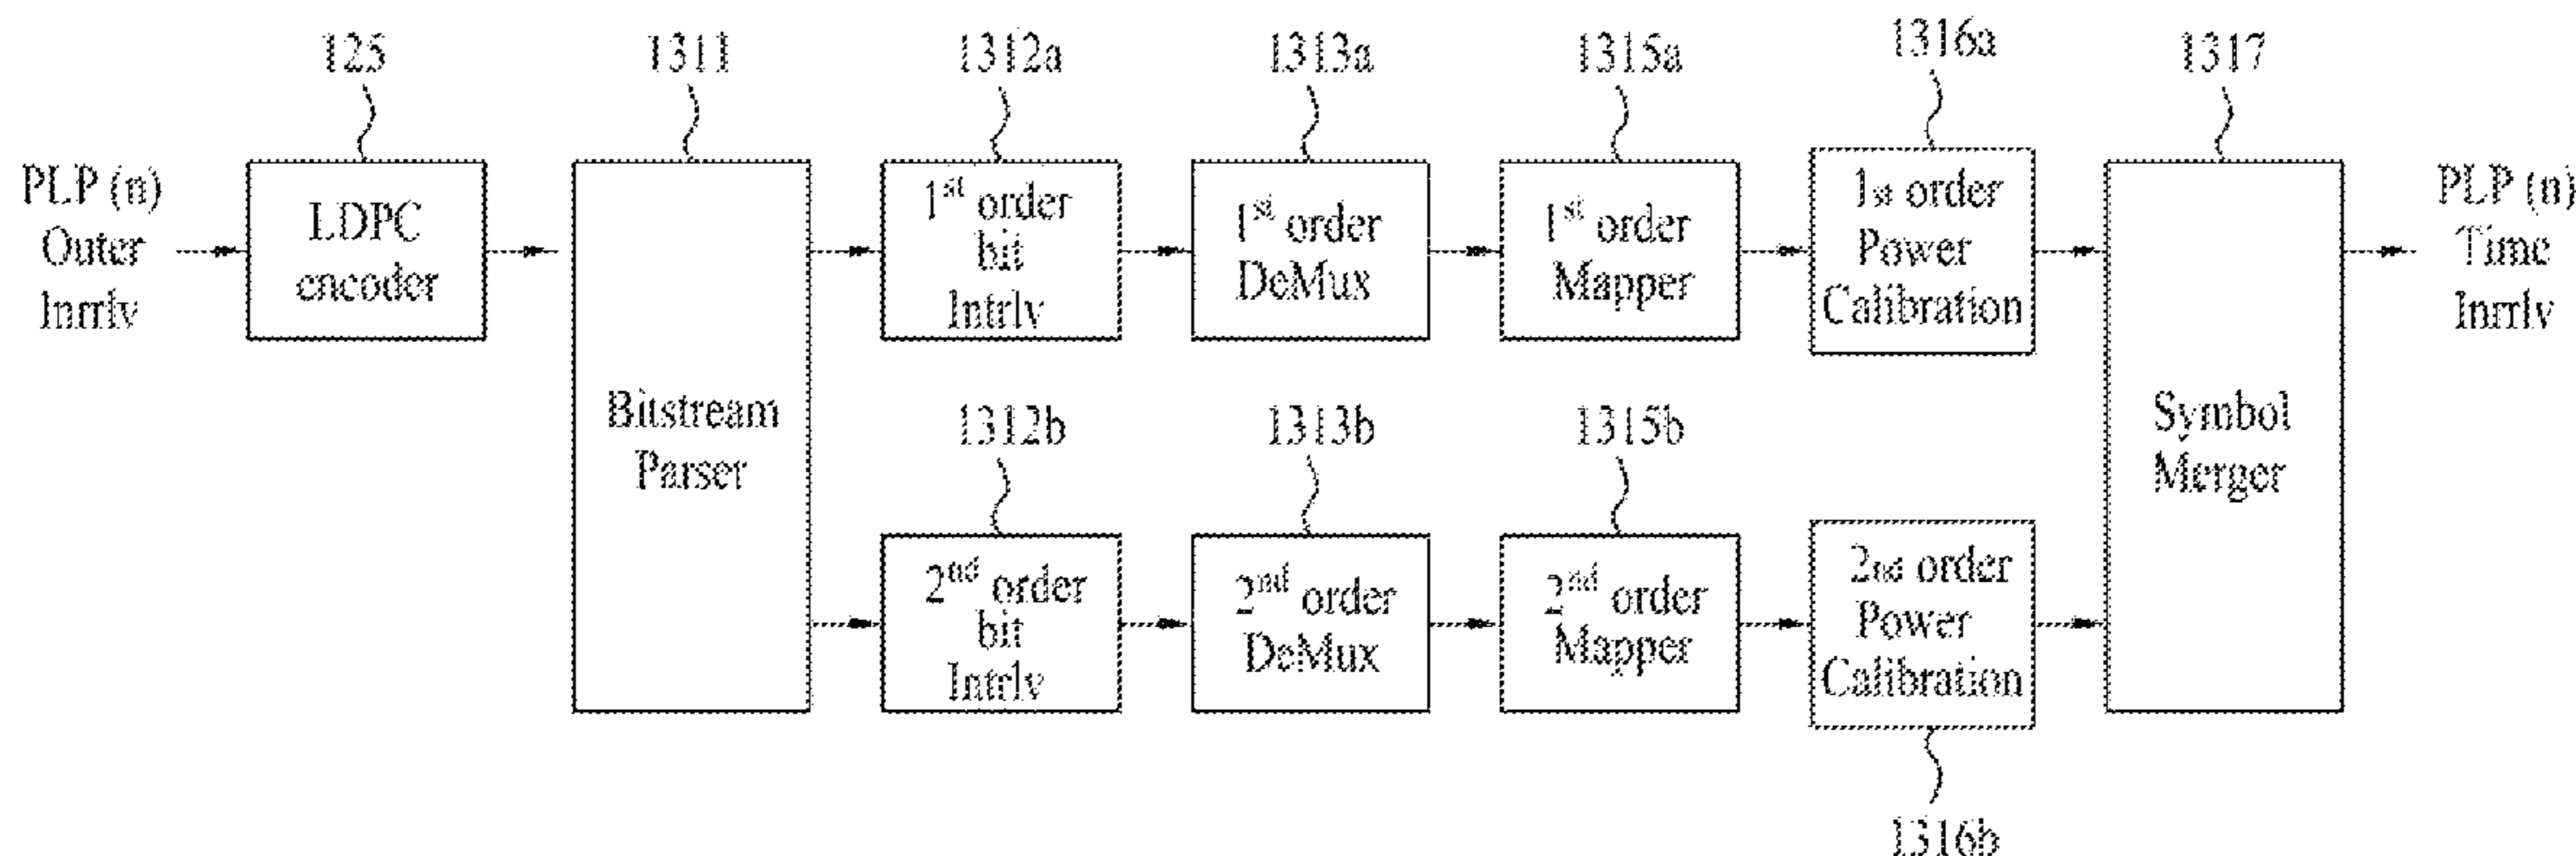 125
1311
1312a
1313a
1315a
1316a
1317
PLP (n)
Outer
Inrrlv
LDPC
encoder
Bitstream
Parser
1st order
bit
Intrlv
1st order
DeMux
1st order
Mapper
1st order
Power
Calibration
Symbol
Merger
PLP (n)
Time
Inrrlv
1312b
1313b
1315b
2nd order
bit
Intrlv
2nd order
DeMux
2nd order
Mapper
2nd order
Power
Calibration
1316b